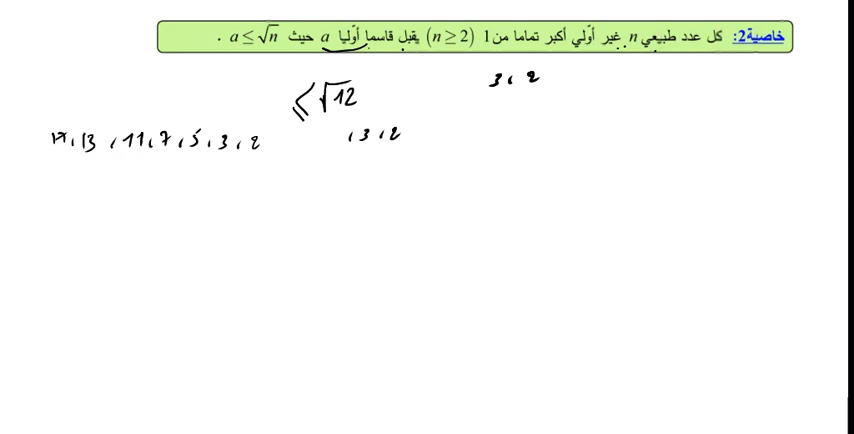 خاصية2: كل عدد طبيعي n غير أوّلي أكبر تماما من 1 (n ≥ 2) يقبل قاسما أوّليا a حيث a ≤ √n .
3 ، 2
≤ √12
17 ، 13 ، 11 ، 7 ، 5 ، 3 ، 2
، 3 ، 2